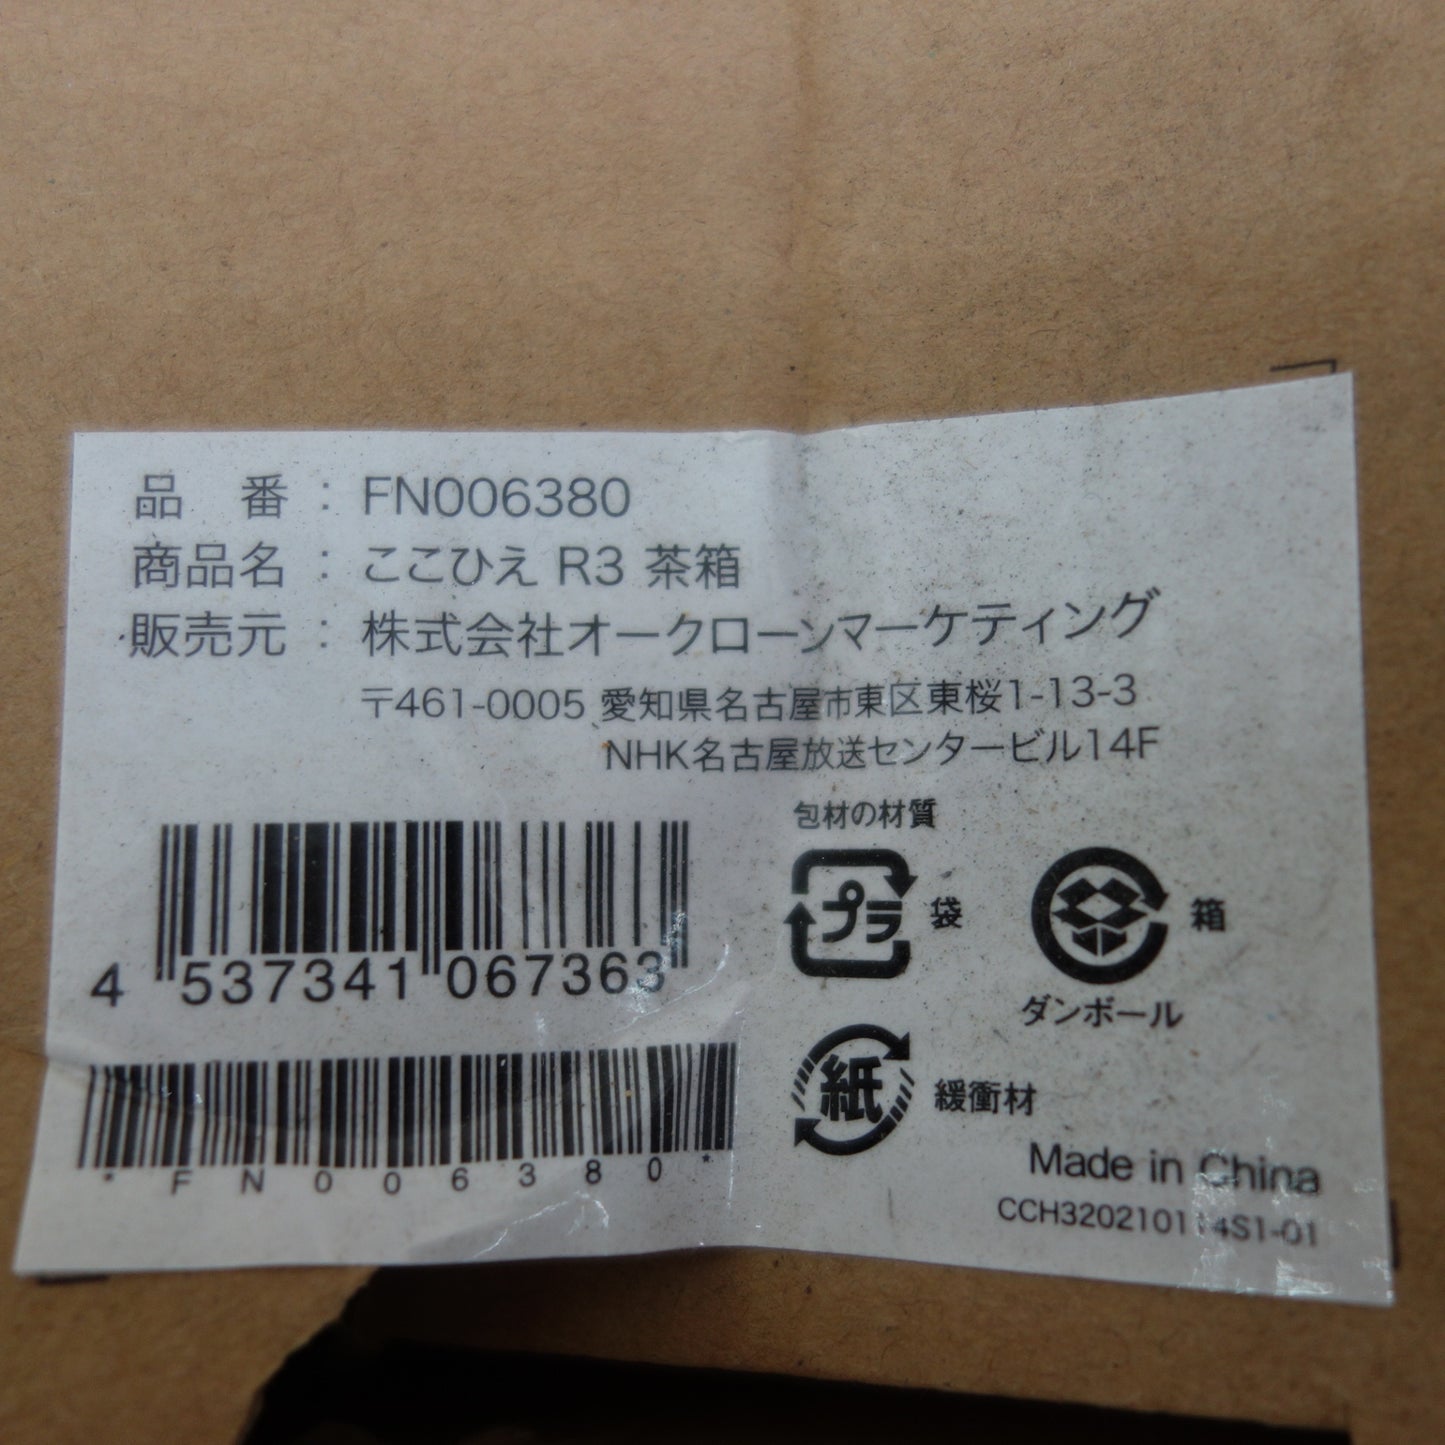 品 番 : FN006380
商品名 : ここひえ R3 茶箱
販売元 : 株式会社オークローンマーケティング
〒461-0005 愛知県名古屋市東区東桜1-13-3
NHK名古屋放送センタービル14F
包材の材質
プラ 袋 箱
ダンボール
4 537341 067363
紙 緩衝材
*FN006380*
Made in China
CCH320210114S1-01